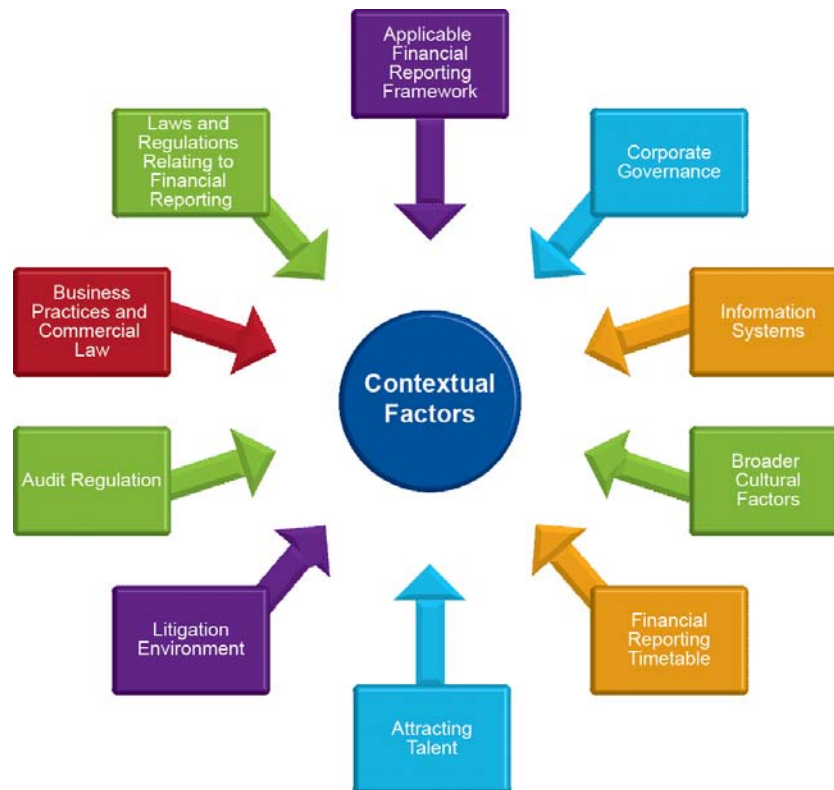 Applicable
Financial
Reporting
Framework
Laws and
Regulations
Relating to
Financial
Reporting
Corporate
Governance
Business
Practices and
Commercial
Law
Information
Systems
Contextual
Factors
Audit Regulation
Broader
Cultural
Factors
Litigation
Environment
Financial
Reporting
Timetable
Attracting
Talent